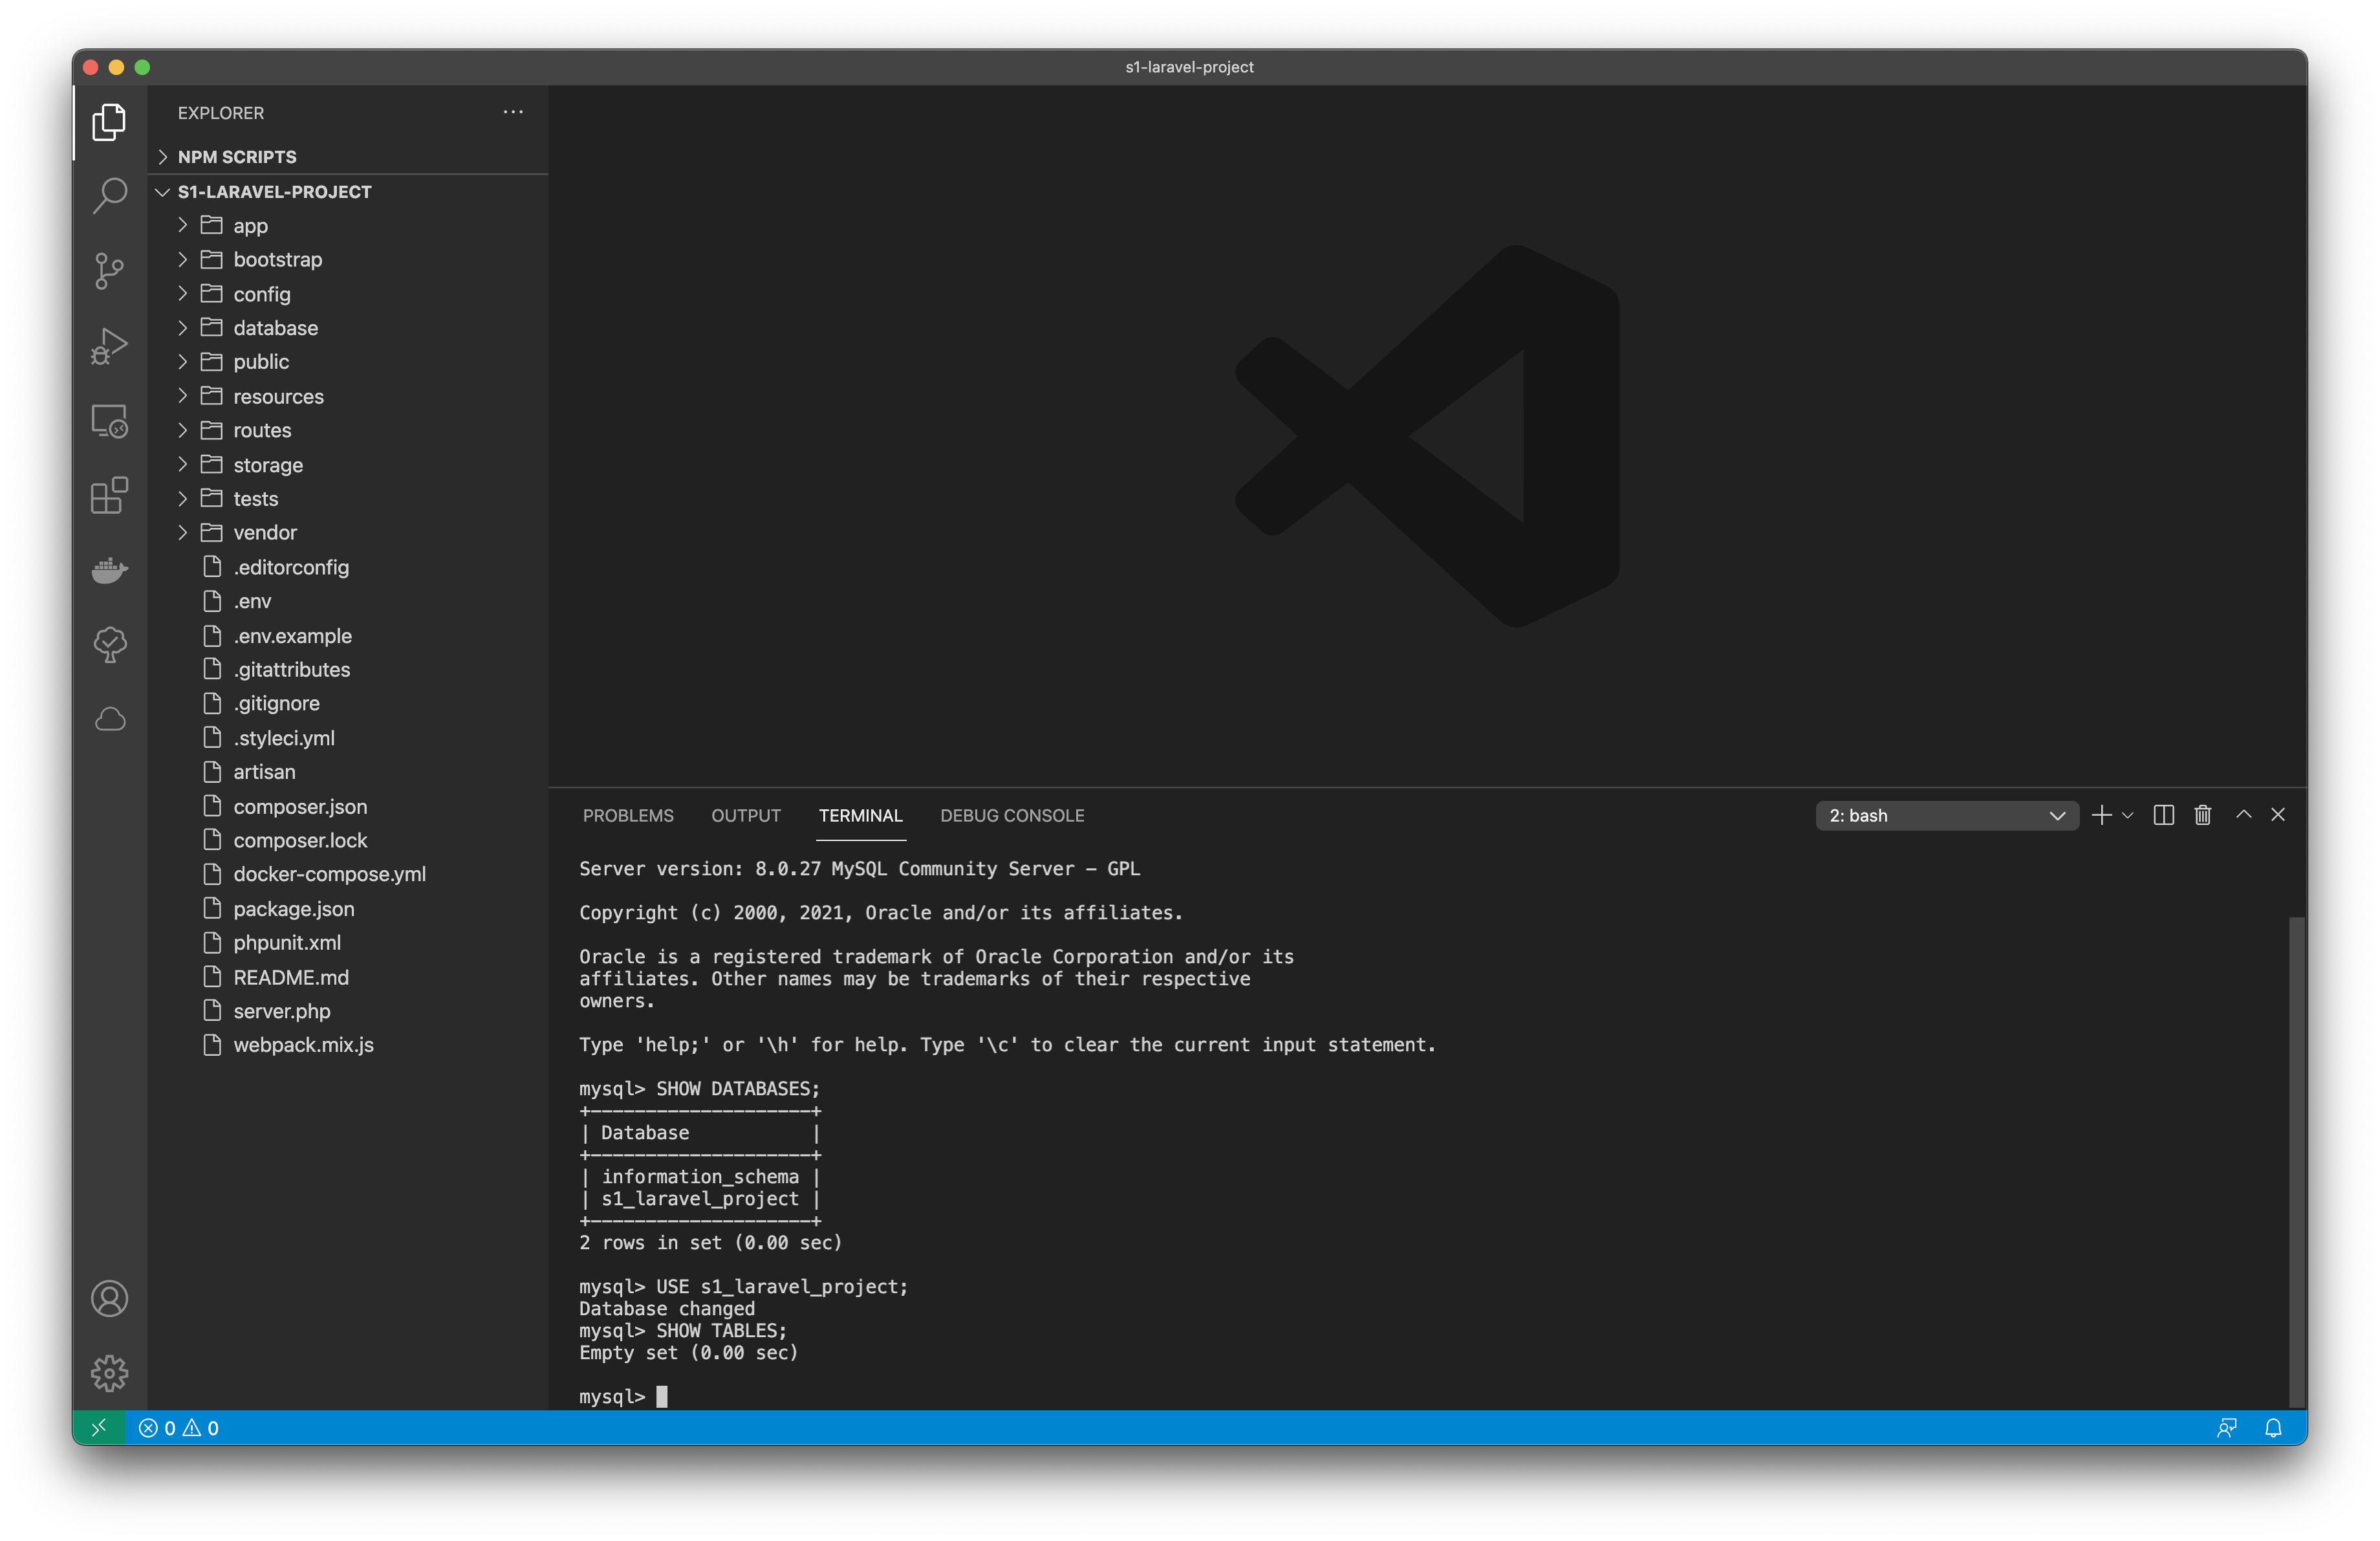 s1-laravel-project
EXPLORER
NPM SCRIPTS
S1-LARAVEL-PROJECT
app
bootstrap
config
database
public
resources
routes
storage
tests
vendor
.editorconfig
.env
.env.example
.gitattributes
.gitignore
.styleci.yml
artisan
composer.json
composer.lock
docker-compose.yml
package.json
phpunit.xml
README.md
server.php
webpack.mix.js
PROBLEMS OUTPUT TERMINAL DEBUG CONSOLE 2: bash
Server version: 8.0.27 MySQL Community Server - GPL
Copyright (c) 2000, 2021, Oracle and/or its affiliates.
Oracle is a registered trademark of Oracle Corporation and/or its
affiliates. Other names may be trademarks of their respective
owners.
Type 'help;' or '\h' for help. Type '\c' to clear the current input statement.
mysql> SHOW DATABASES;
+--------------------+
| Database           |
+--------------------+
| information_schema |
| s1_laravel_project |
+--------------------+
2 rows in set (0.00 sec)
mysql> USE s1_laravel_project;
Database changed
mysql> SHOW TABLES;
Empty set (0.00 sec)
mysql>
0 0